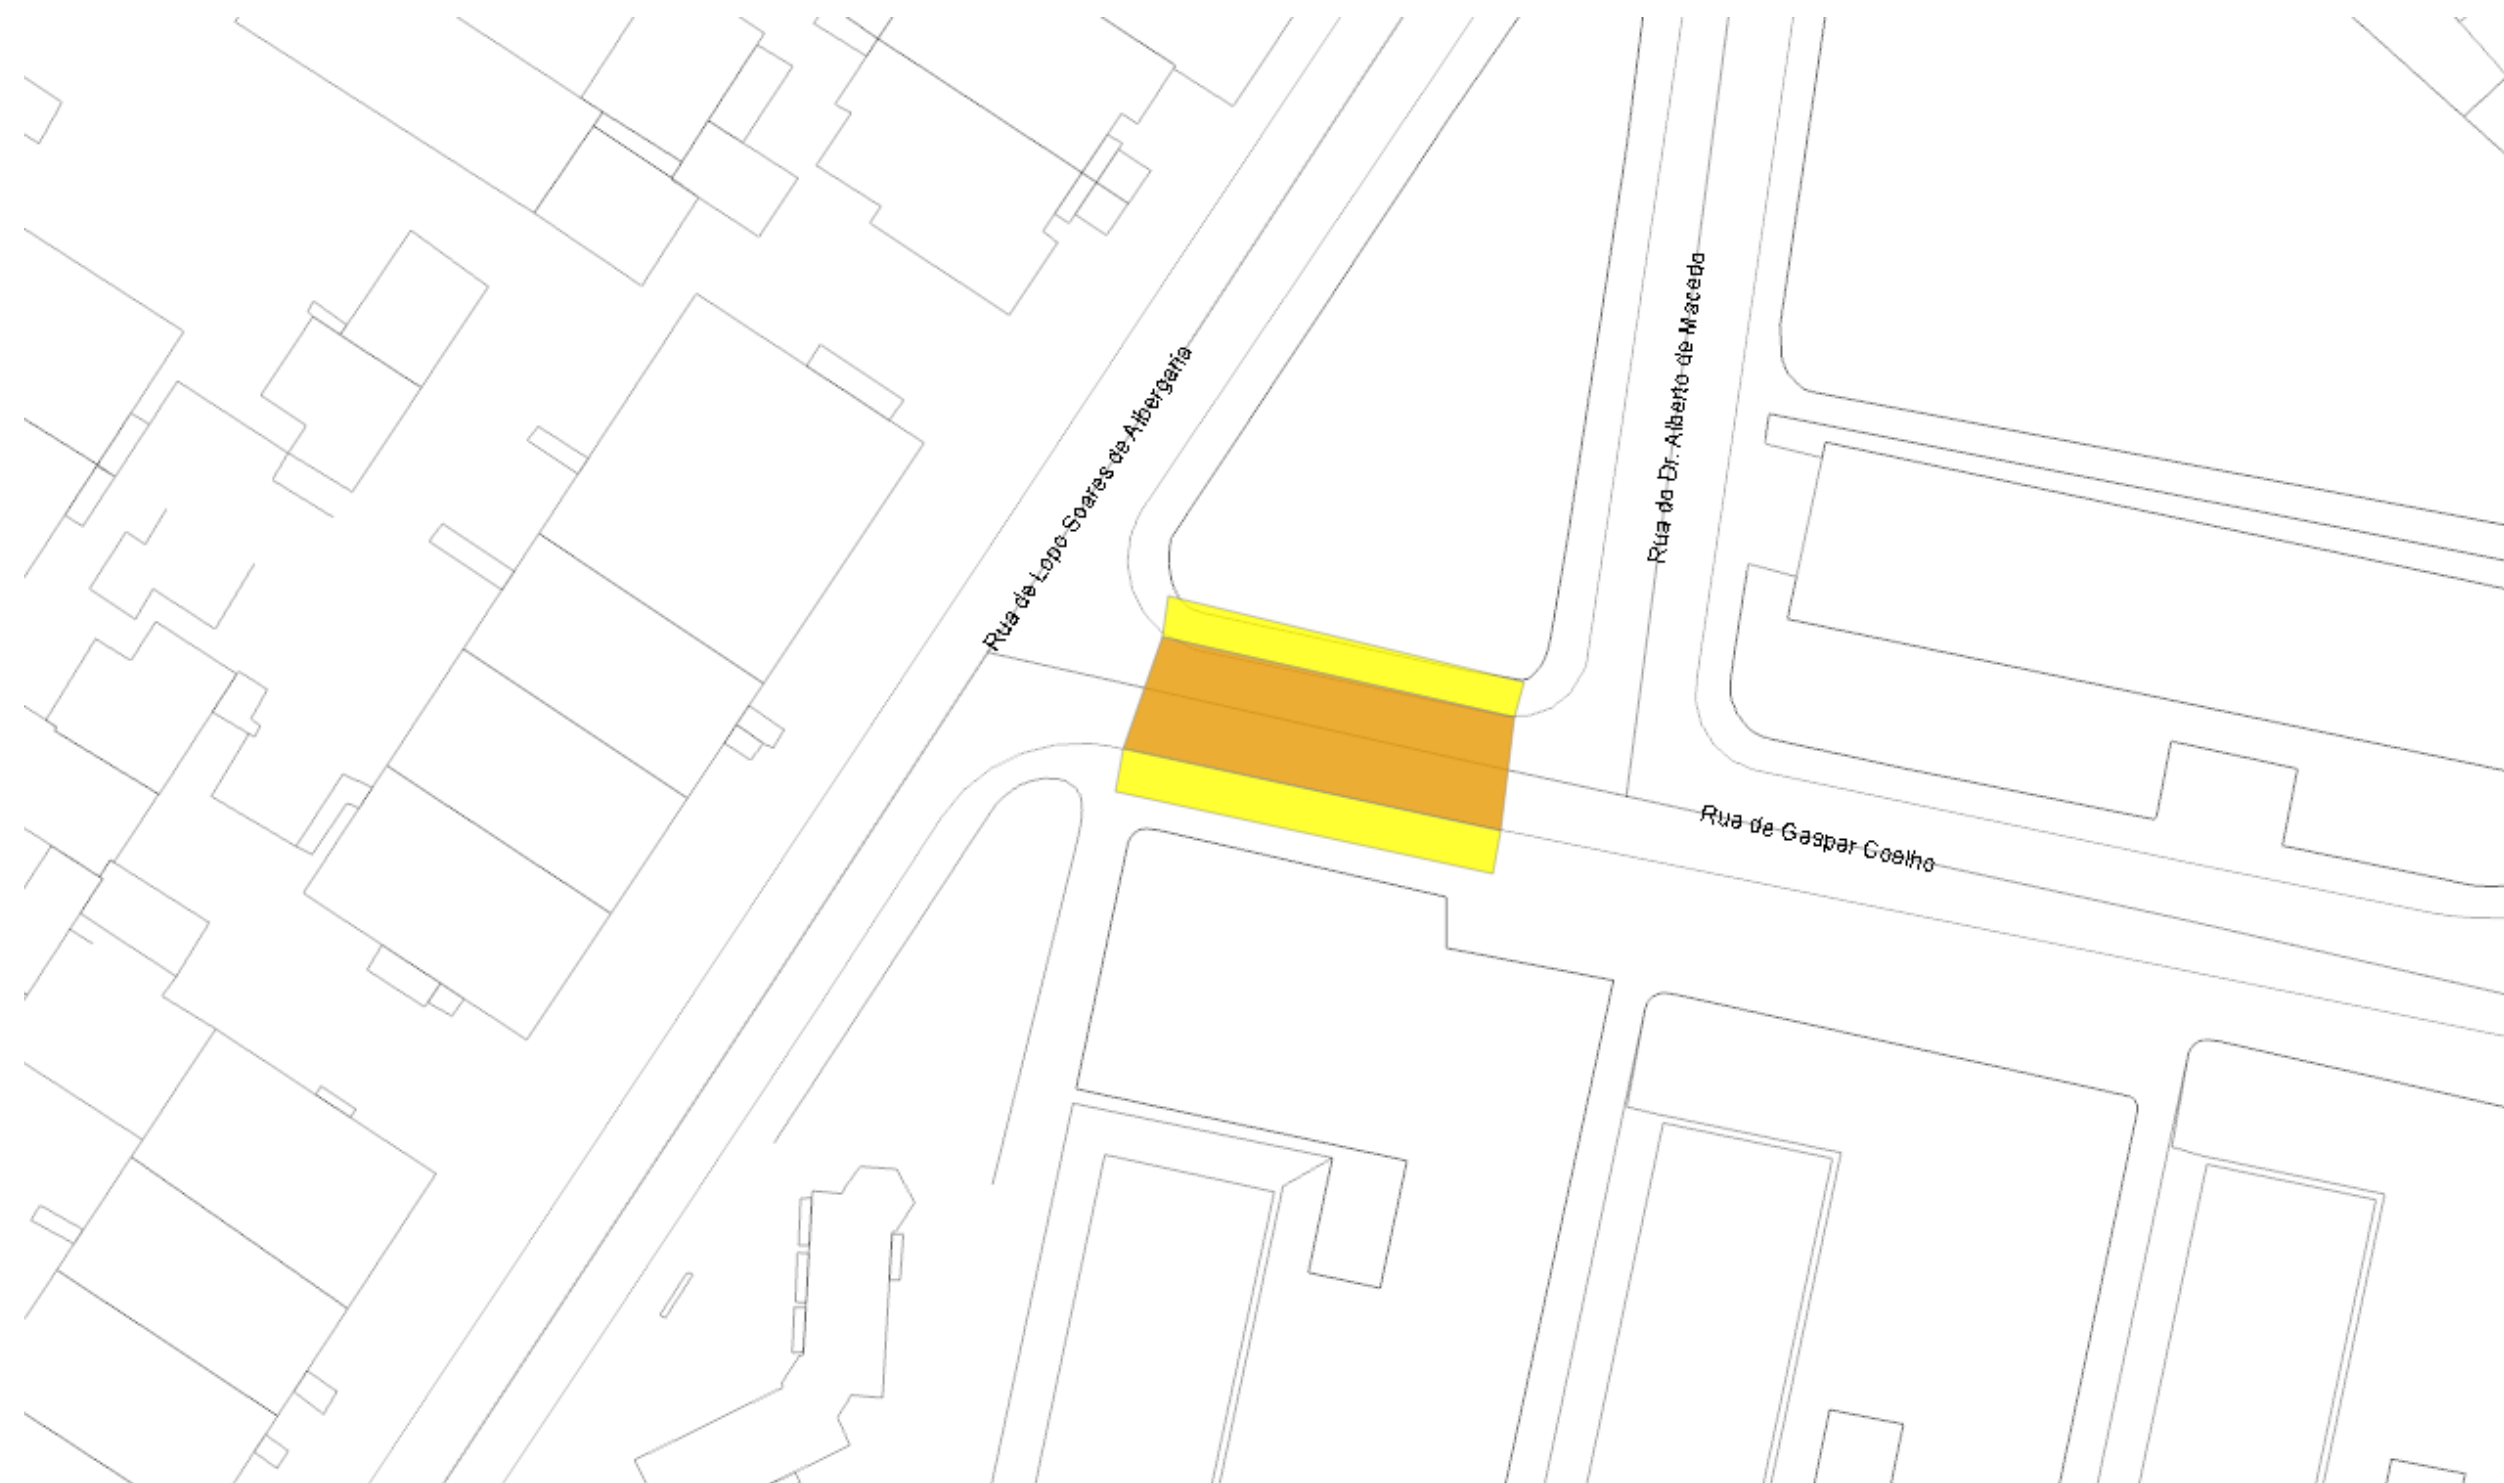 Rua de Lopo Soares de Albergaria
Rua do Dr. Alberto de Macedo
Rua de Gaspar Coelho